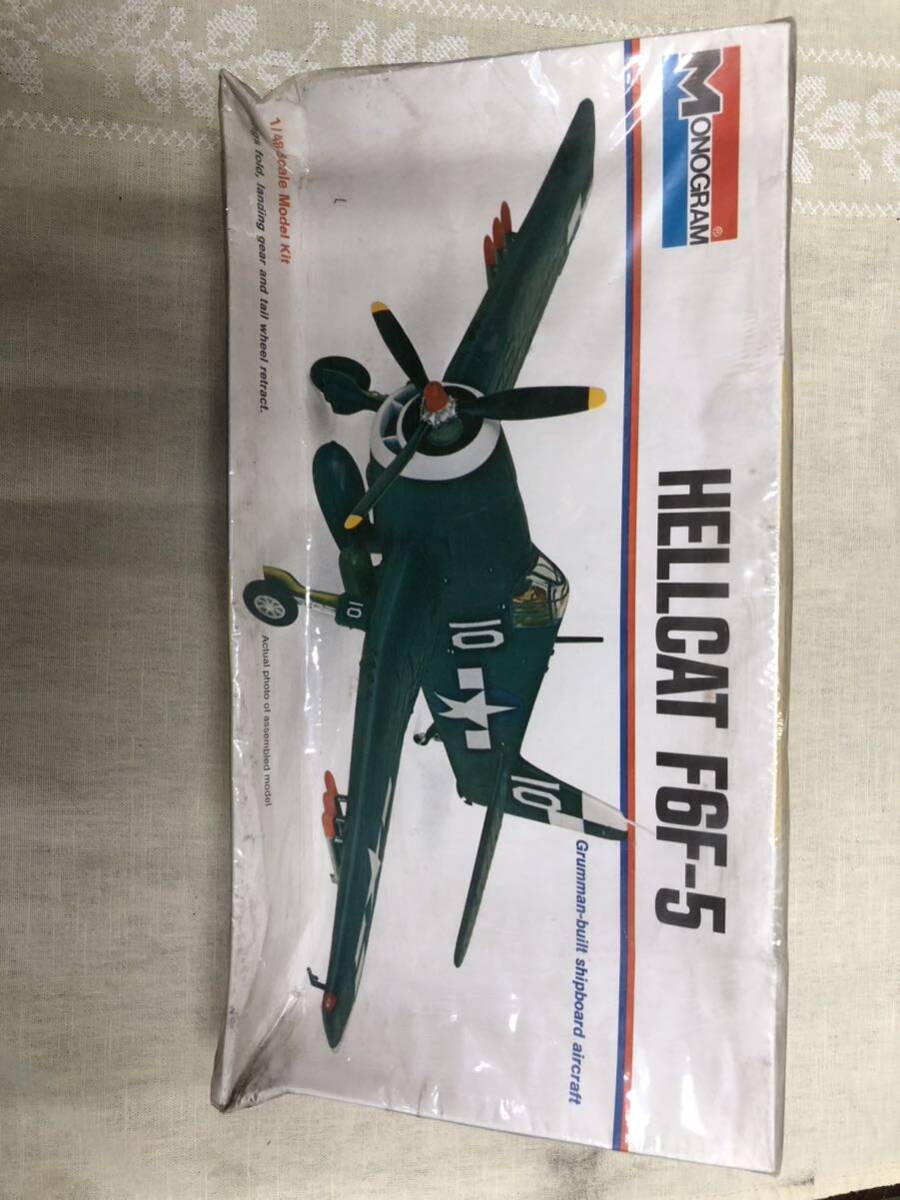 MONOGRAM®
HELLCAT F6F-5
Grumman-built shipboard aircraft
1/48 Scale Model Kit
fold, landing gear and tail wheel retract.
10
10
10
Actual photo of assembled model